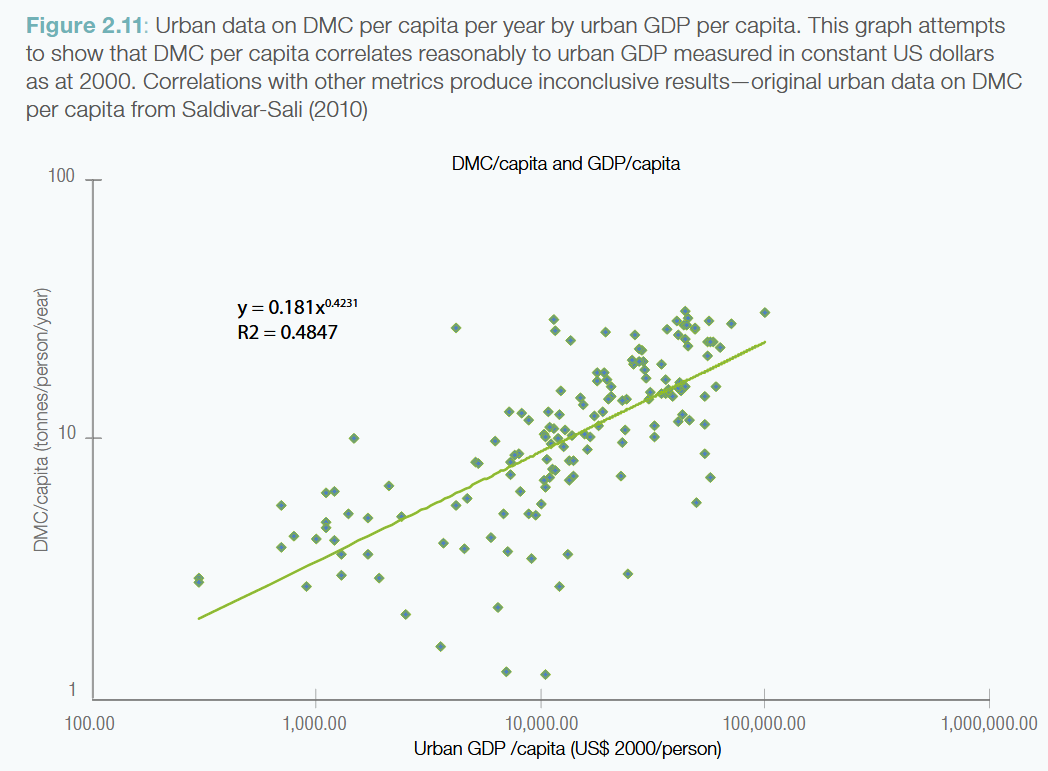 Figure 2.11: Urban data on DMC per capita per year by urban GDP per capita. This graph attempts
to show that DMC per capita correlates reasonably to urban GDP measured in constant US dollars
as at 2000. Correlations with other metrics produce inconclusive results—original urban data on DMC
per capita from Saldivar-Sali (2010)
DMC/capita and GDP/capita
100
y = 0.181x^0.4231
R2 = 0.4847
DMC/capita (tonnes/person/year)
10
1
100.00 1,000.00 10,000.00 100,000.00 1,000,000.00
Urban GDP /capita (US$ 2000/person)